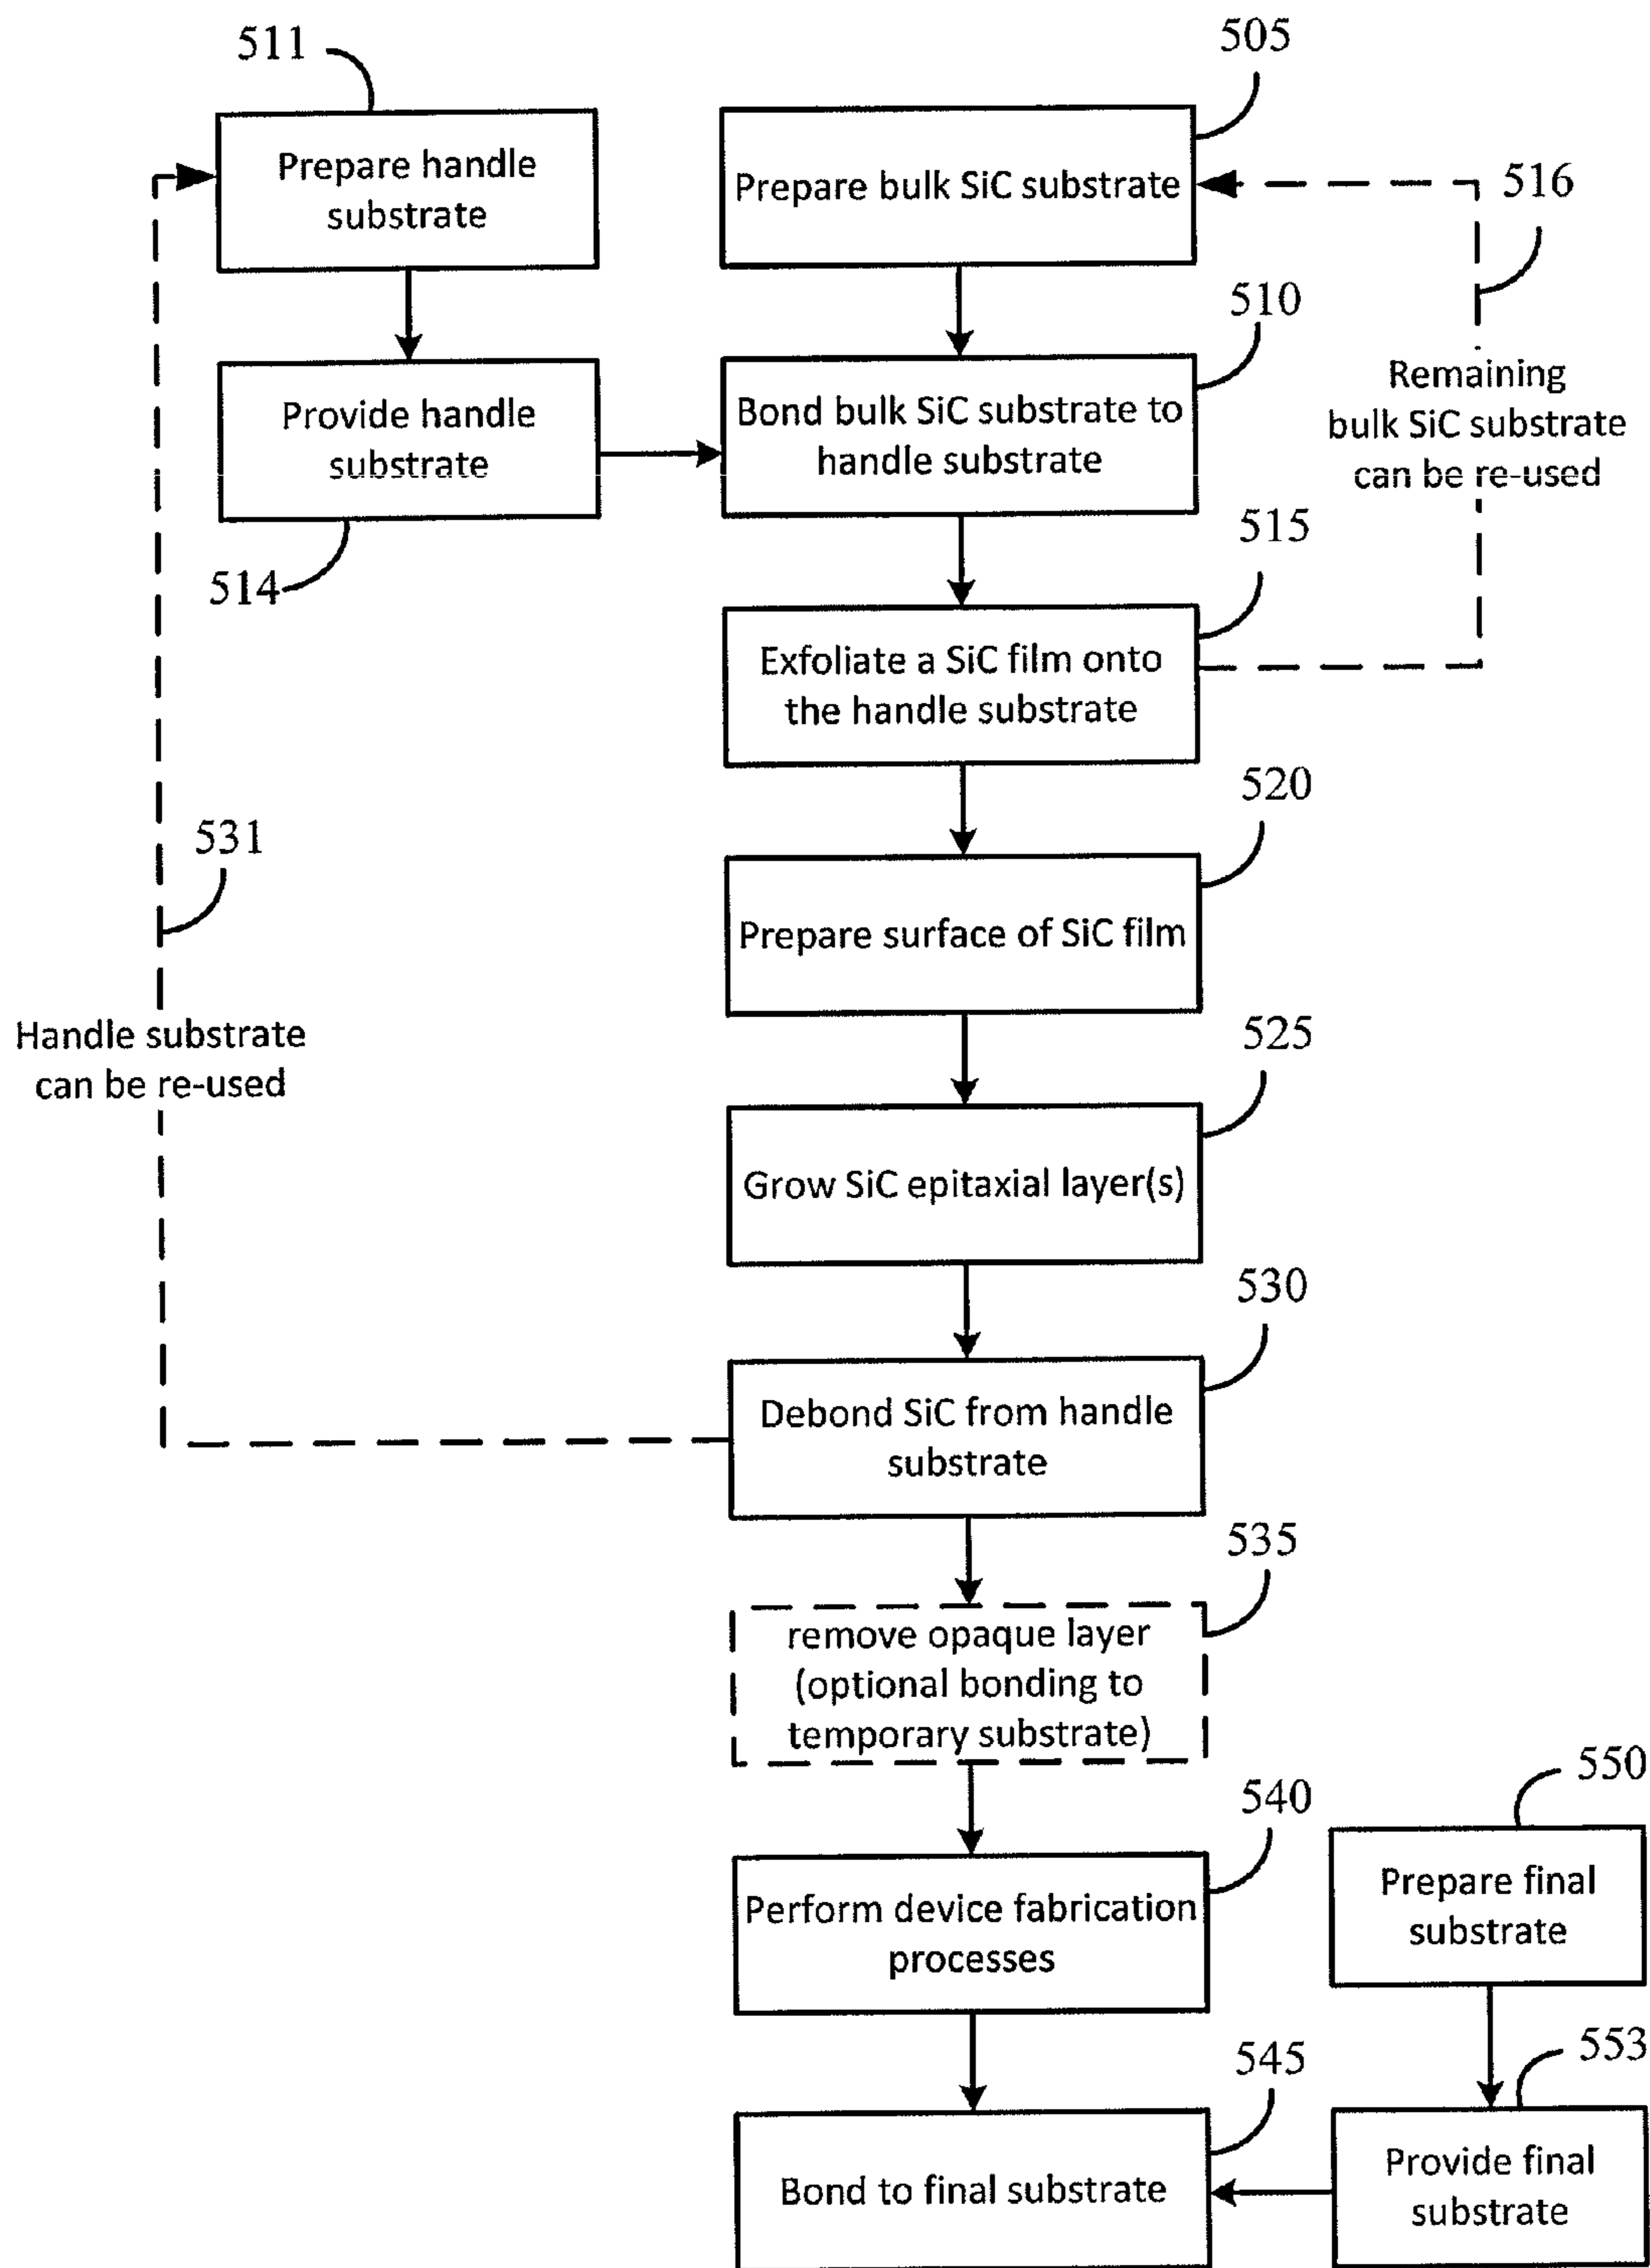 511
505
Prepare handle
substrate
Prepare bulk SiC substrate
516
510
Provide handle
substrate
Bond bulk SiC substrate to
handle substrate
Remaining
bulk SiC substrate
can be re-used
514
515
Exfoliate a SiC film onto
the handle substrate
520
531
Prepare surface of SiC film
Handle substrate
can be re-used
525
Grow SiC epitaxial layer(s)
530
Debond SiC from handle
substrate
535
remove opaque layer
(optional bonding to
temporary substrate)
550
540
Prepare final
substrate
Perform device fabrication
processes
553
545
Provide final
substrate
Bond to final substrate